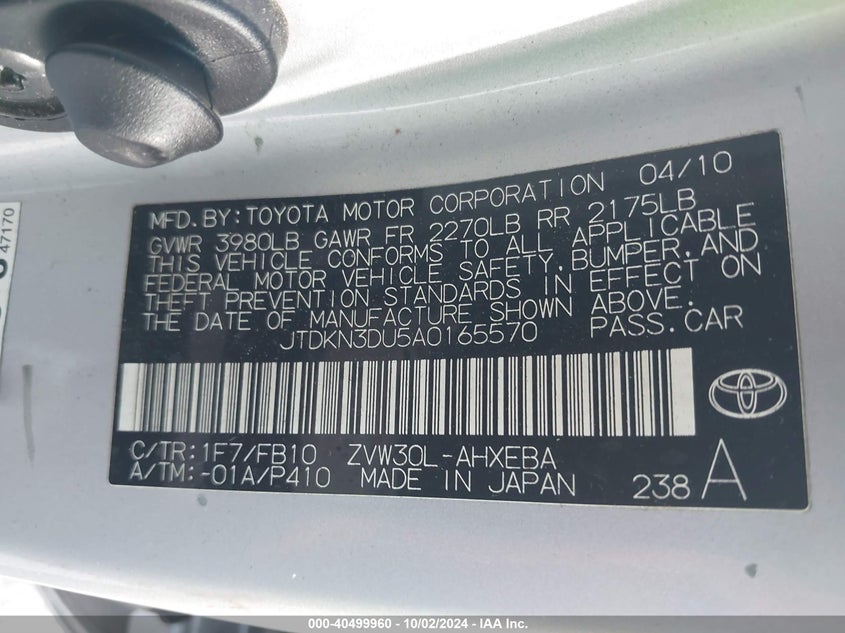 47170
MFD. BY: TOYOTA MOTOR CORPORATION 04/10
GVWR 3980LB GAWR FR 2270LB RR 2175LB
THIS VEHICLE CONFORMS TO ALL APPLICABLE
FEDERAL MOTOR VEHICLE SAFETY, BUMPER, AND
THEFT PREVENTION STANDARDS IN EFFECT ON
THE DATE OF MANUFACTURE SHOWN ABOVE.
JTDKN3DU5A0165570 PASS. CAR
C/TR: 1F7/FB10 ZVW30L-AHXEBA
A/TM: -01A/P410 MADE IN JAPAN 238 A
000-40499960 - 10/02/2024 - IAA Inc.